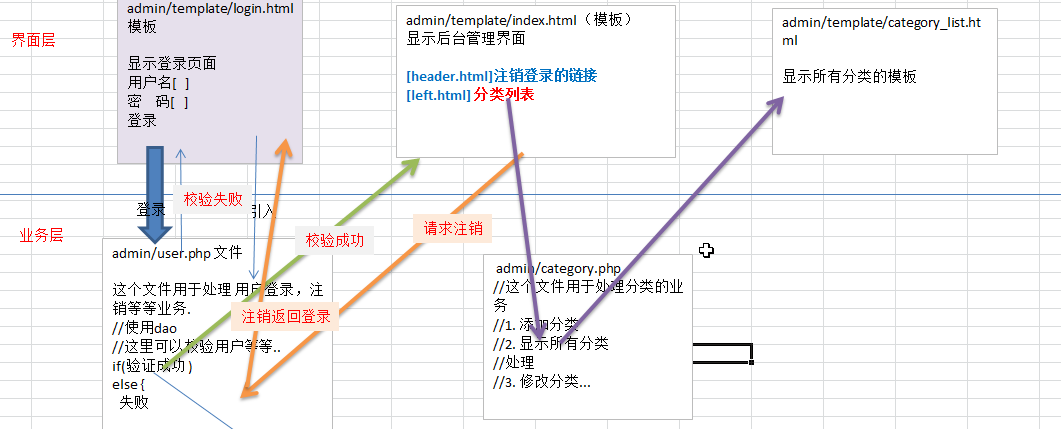 界面层
admin/template/login.html
模板
显示登录页面
用户名[ ]
密 码[ ]
登录
admin/template/index.html（模板）
显示后台管理界面
[header.html]注销登录的链接
[left.html] 分类列表
admin/template/category_list.ht
ml
显示所有分类的模板
登录
校验失败
引入
校验成功
请求注销
注销返回登录
业务层
admin/user.php 文件
这个文件用于处理 用户登录，注
销等等业务.
//使用dao
//这里可以校验用户等等..
if(验证成功 )
else {
失败
admin/category.php
//这个文件用于处理分类的业
务
//1. 添加分类
//2. 显示所有分类
//处理
//3. 修改分类...